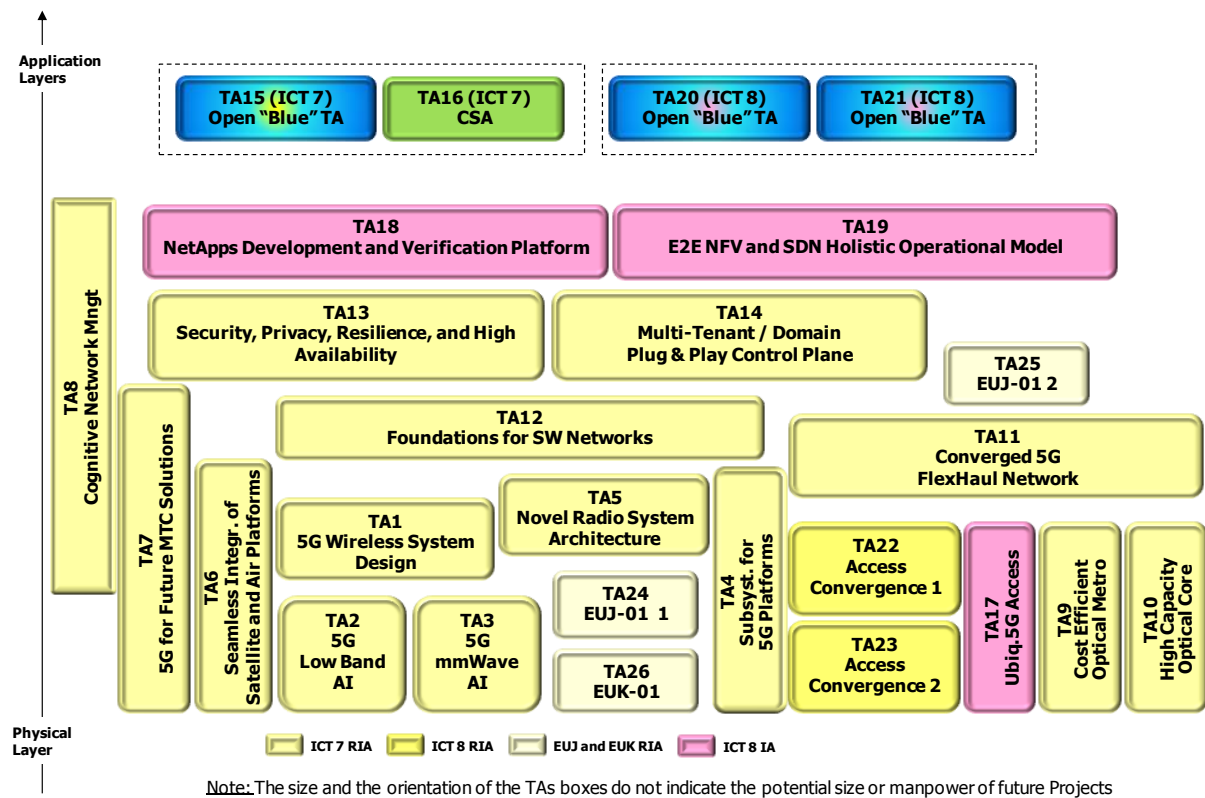 Application
Layers
TA15 (ICT 7)
Open “Blue” TA
TA16 (ICT 7)
CSA
TA20 (ICT 8)
Open “Blue” TA
TA21 (ICT 8)
Open “Blue” TA
TA8
Cognitive Network Mngt
TA18
NetApps Development and Verification Platform
TA19
E2E NFV and SDN Holistic Operational Model
TA13
Security, Privacy, Resilience, and High
Availability
TA14
Multi-Tenant / Domain
Plug & Play Control Plane
TA25
EUJ-01 2
TA7
5G for Future MTC Solutions
TA12
Foundations for SW Networks
TA11
Converged 5G
FlexHaul Network
TA6
Seamless Integr. of
Satellite and Air Platforms
TA1
5G Wireless System
Design
TA5
Novel Radio System
Architecture
TA4
Subsyst. for
5G Platforms
TA22
Access
Convergence 1
TA17
Ubiq.5G Access
TA9
Cost Efficient
Optical Metro
TA10
High Capacity
Optical Core
TA24
EUJ-01 1
TA2
5G
Low Band
AI
TA3
5G
mmWave
AI
TA26
EUK-01
TA23
Access
Convergence 2
Physical
Layer
ICT 7 RIA
ICT 8 RIA
EUJ and EUK RIA
ICT 8 IA
Note: The size and the orientation of the TAs boxes do not indicate the potential size or manpower of future Projects